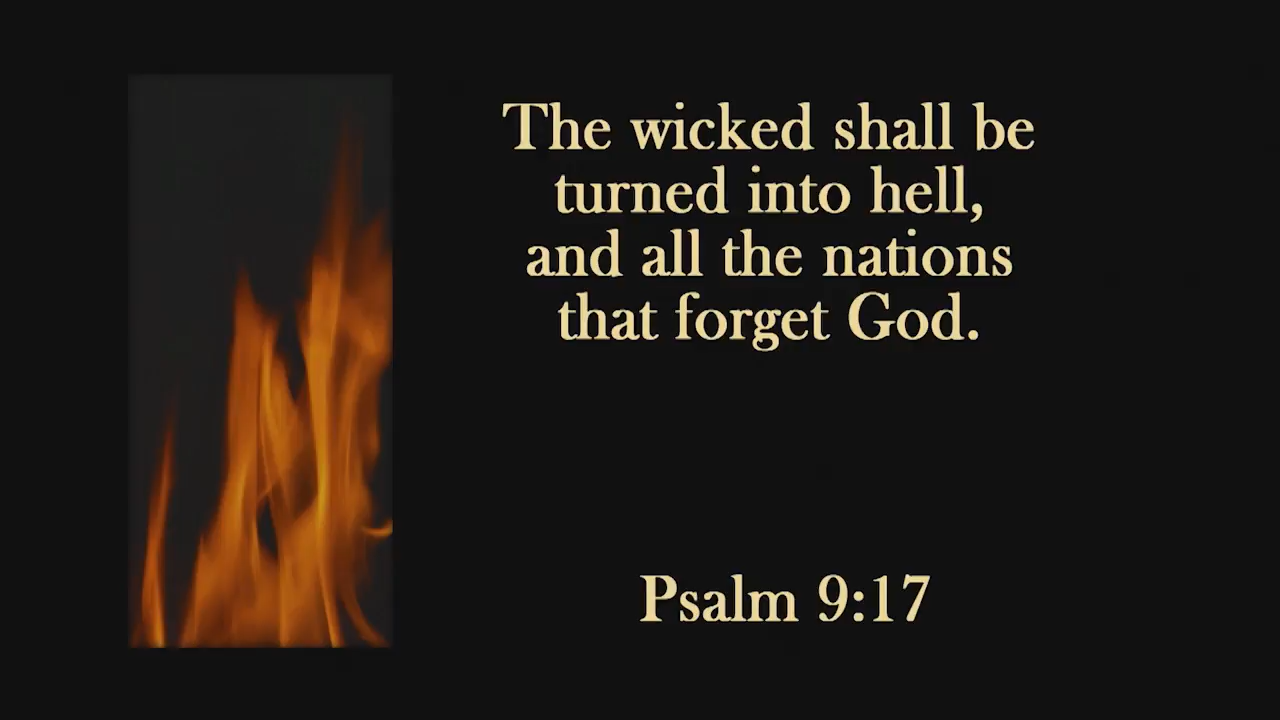 The wicked shall be
turned into hell,
and all the nations
that forget God.
Psalm 9:17